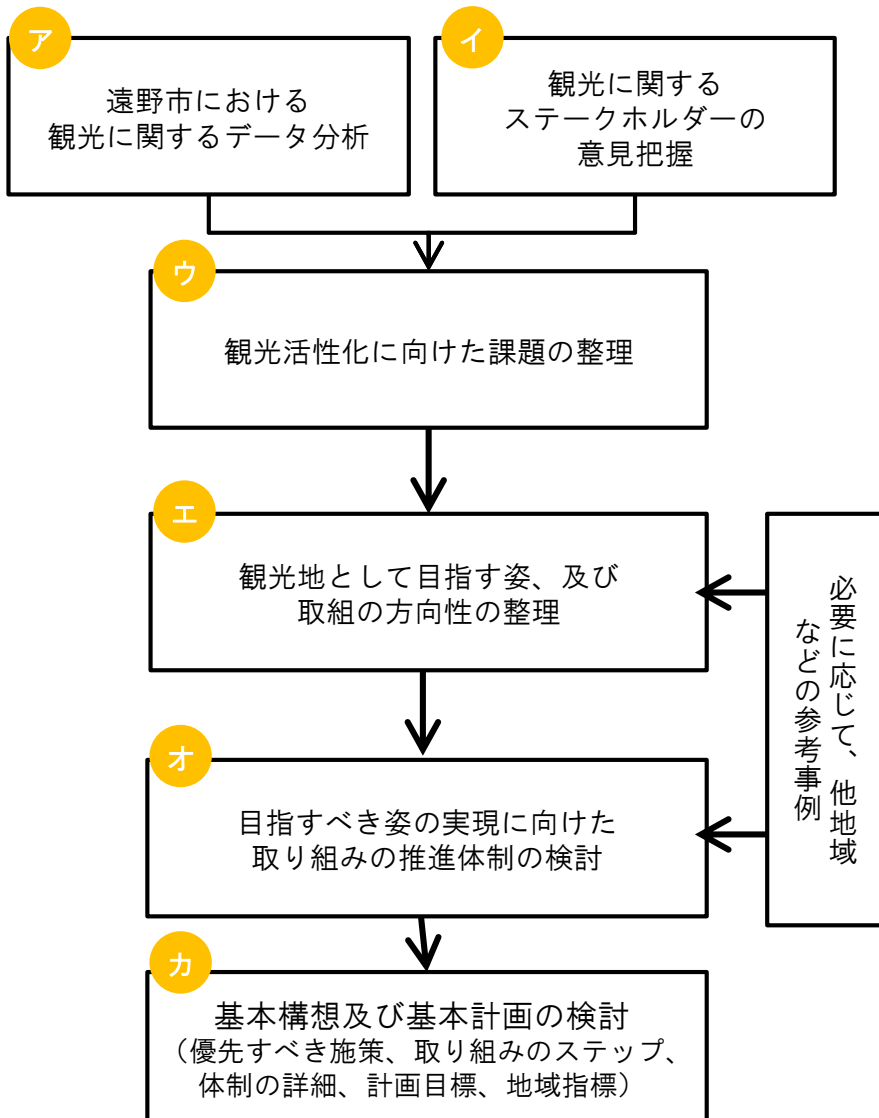 ア
遠野市における
観光に関するデータ分析
イ
観光に関する
ステークホルダーの
意見把握
ウ
観光活性化に向けた課題の整理
エ
観光地として目指す姿、及び
取組の方向性の整理
必要に応じて、他地域
などの参考事例
オ
目指すべき姿の実現に向けた
取り組みの推進体制の検討
カ
基本構想及び基本計画の検討
（優先すべき施策、取り組みのステップ、
体制の詳細、計画目標、地域指標）